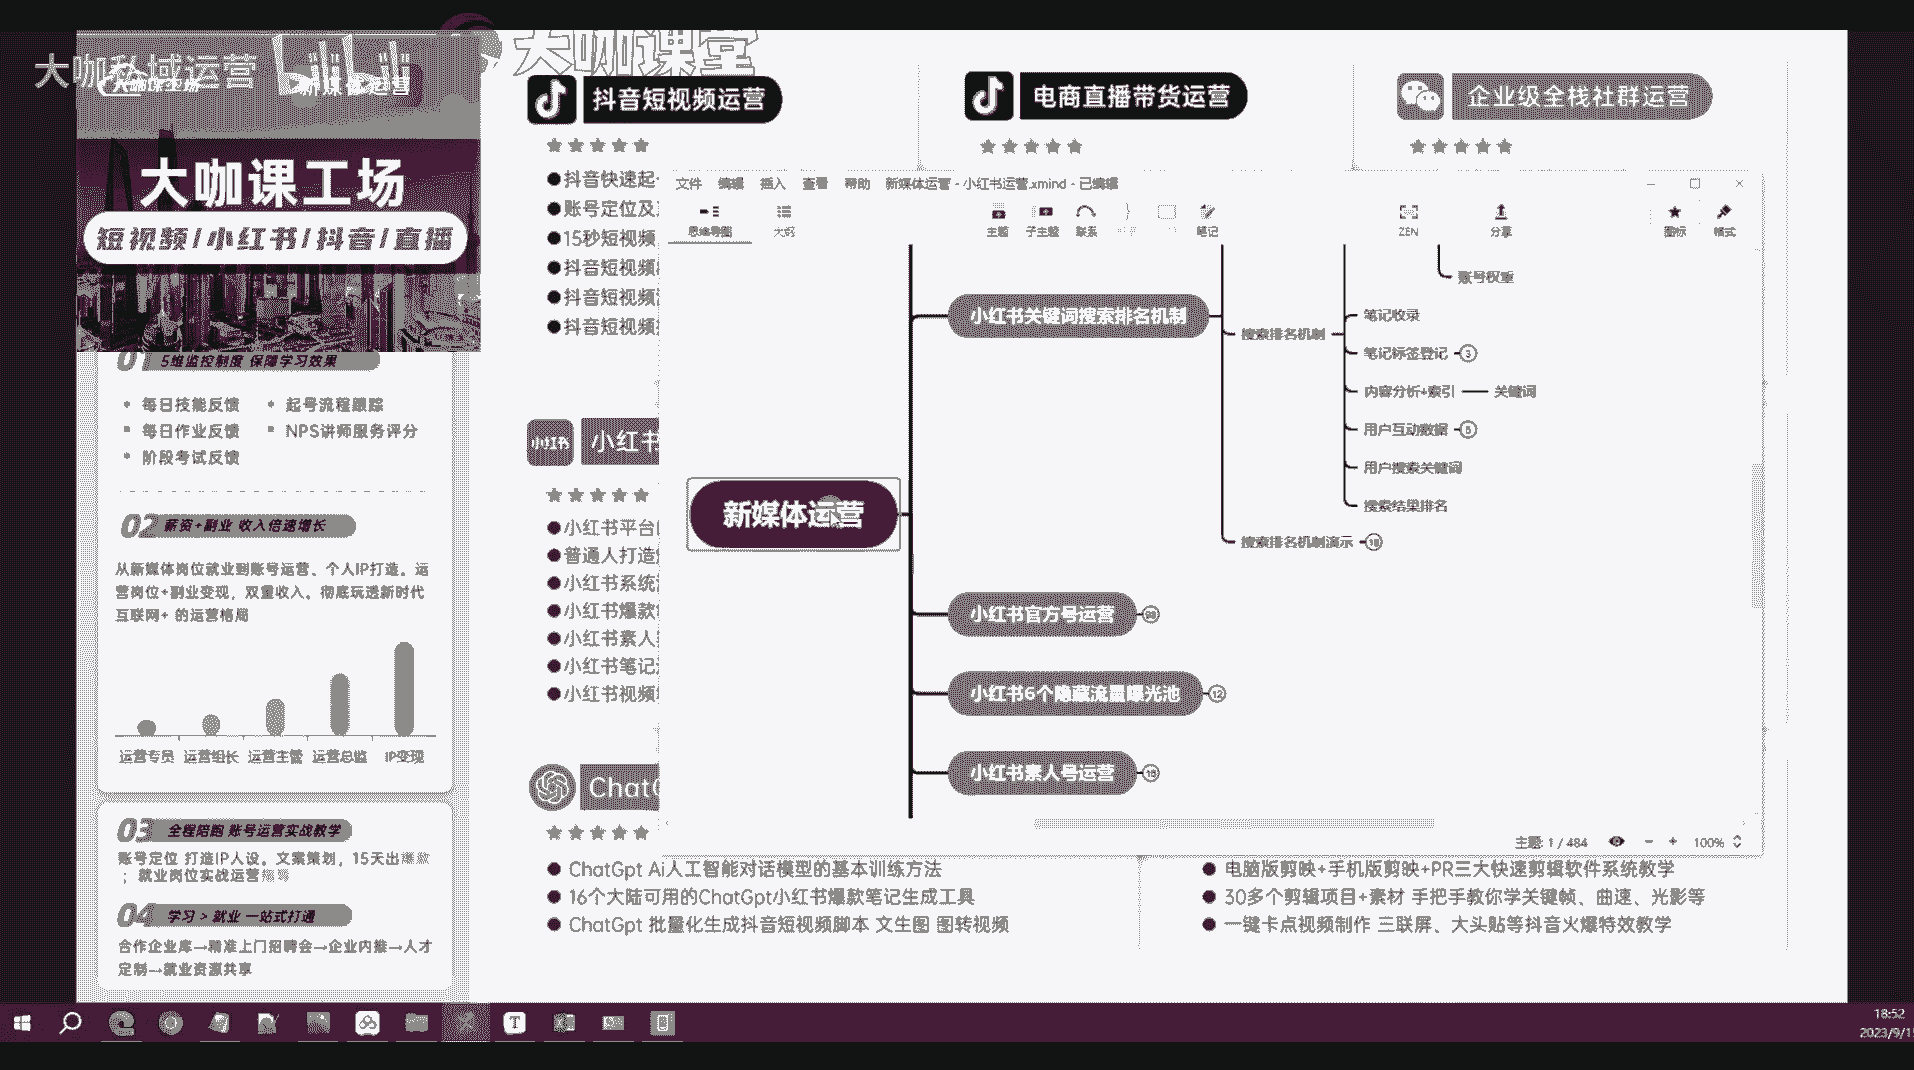 大咖私域运营
大咖课堂
大咖课工场
短视频/小红书/抖音/直播
01 5维监控制度 保障学习效果
每日技能反馈
起号流程跟踪
每日作业反馈
NPS讲师服务评分
阶段考试反馈
02 薪资+副业 收入倍速增长
从新媒体岗位就业到账号运营、个人IP打造。运
营岗位+副业变现，双重收入。彻底玩透新时代
互联网+ 的运营格局
运营专员 运营组长 运营主管 运营总监 IP变现
03 全程陪跑 账号运营实战教学
账号定位 打造IP人设。文案策划，15天出爆款
；就业岗位实战运营
04 学习 > 就业 一站式打通
合作企业库→精准上门招聘会→企业内推→人才
定制→就业资源共享
抖音短视频运营
电商直播带货运营
企业级全栈社群运营
抖音快速起
账号定位及
15秒短视频
抖音短视频
抖音短视频
抖音短视频
小红书
小红书
小红书平台
普通人打造
小红书系统
小红书爆款
小红书素人
小红书笔记
小红书视频
ChatG
ChatGpt Ai人工智能对话模型的基本训练方法
16个大陆可用的ChatGpt小红书爆款笔记生成工具
ChatGpt 批量化生成抖音短视频脚本 文生图 图转视频
电脑版剪映+手机版剪映+PR三大快速剪辑软件系统教学
30多个剪辑项目+素材 手把手教你学关键帧、曲速、光影等
一键卡点视频制作 三联屏、大头贴等抖音火爆特效教学
文件 编辑 插入 查看 帮助 新媒体运营 - 小红书运营.xmind - 已编辑
思维导图 大纲 主题 子主题 联系 笔记 ZEN 分享 图标 格式
新媒体运营
小红书关键词搜索排名机制
搜索排名机制
账号权重
笔记收录
笔记标签登记 3
内容分析+索引 关键词
用户互动数据 5
用户搜索关键词
搜索结果排名
搜索排名机制演示
小红书官方号运营
小红书6个隐藏流量曝光池 12
小红书素人号运营
主题: 1 / 484
100%
18:52
2023/9/1